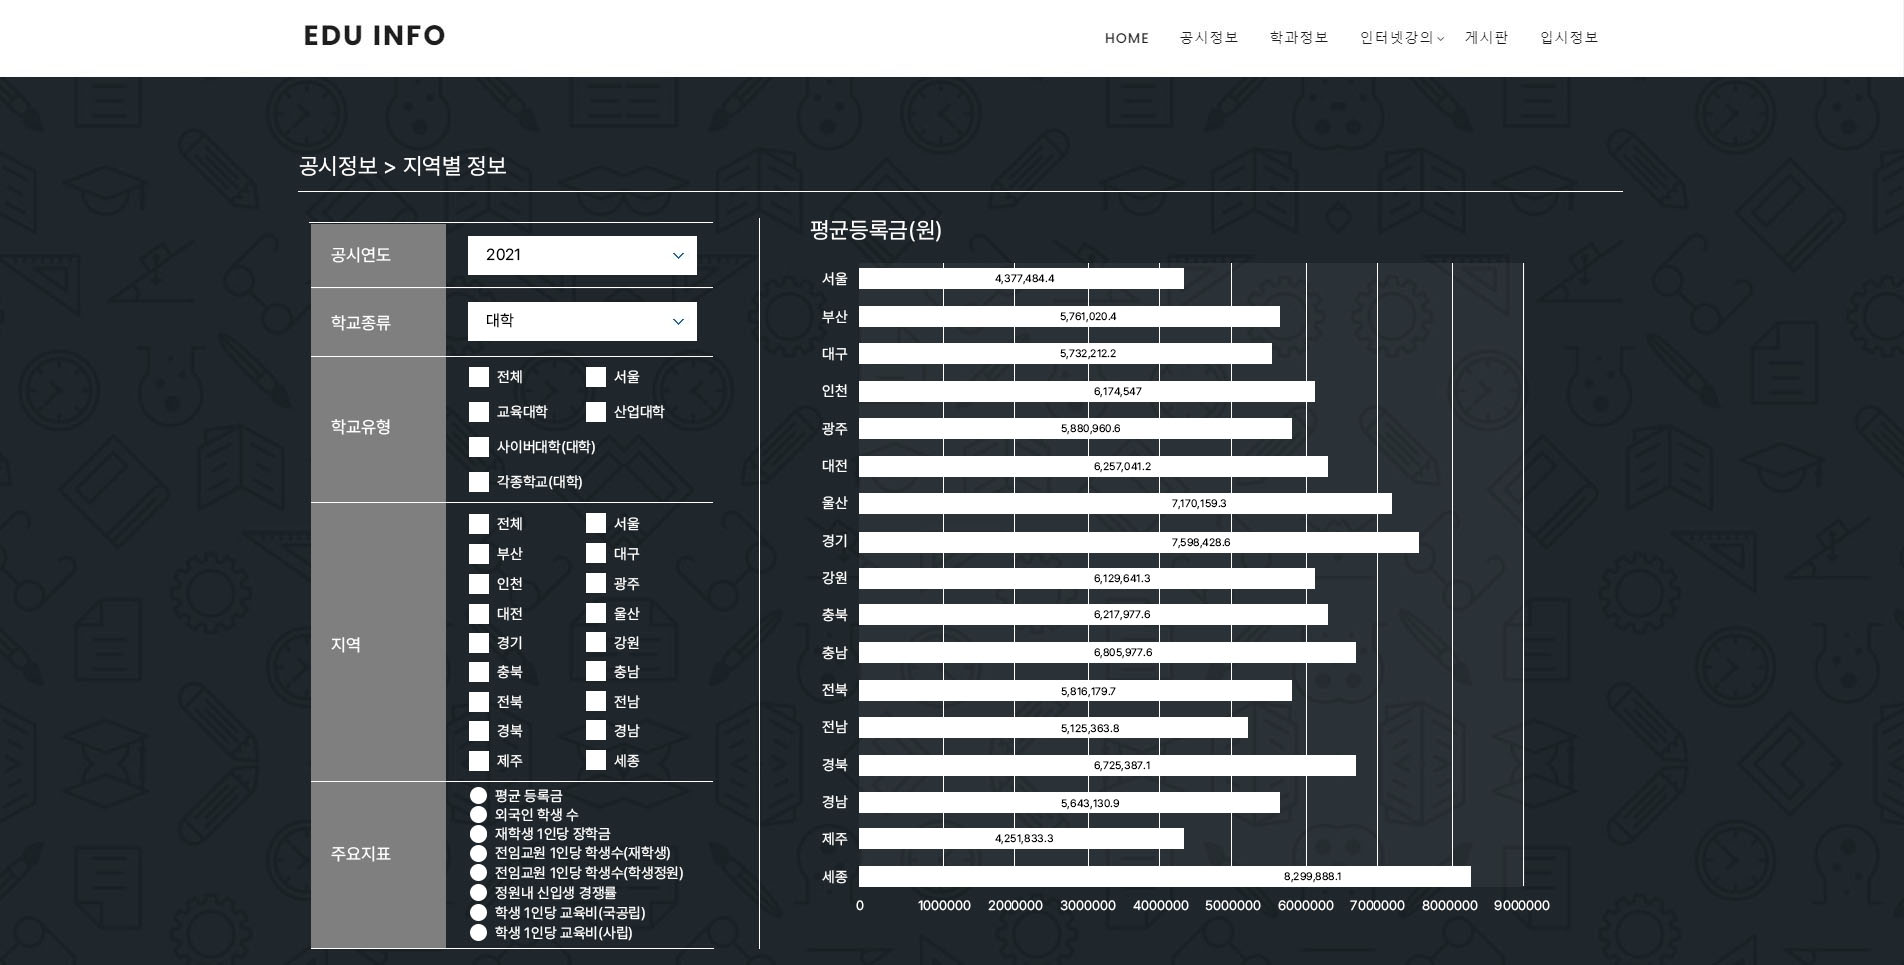 EDU INFO
HOME 공시정보 학과정보 인터넷강의 게시판 입시정보
공시정보 > 지역별 정보
공시연도 2021
학교종류 대학
학교유형
전체 서울
교육대학 산업대학
사이버대학(대학)
각종학교(대학)
지역
전체 서울
부산 대구
인천 광주
대전 울산
경기 강원
충북 충남
전북 전남
경북 경남
제주 세종
주요지표
평균 등록금
외국인 학생 수
재학생 1인당 장학금
전임교원 1인당 학생수(재학생)
전임교원 1인당 학생수(학생정원)
정원내 신입생 경쟁률
학생 1인당 교육비(국공립)
학생 1인당 교육비(사립)
평균등록금(원)
서울 4,377,484.4
부산 5,761,020.4
대구 5,732,212.2
인천 6,174,547
광주 5,880,960.6
대전 6,257,041.2
울산 7,170,159.3
경기 7,598,428.6
강원 6,129,641.3
충북 6,217,977.6
충남 6,805,977.6
전북 5,816,179.7
전남 5,125,363.8
경북 6,725,387.1
경남 5,643,130.9
제주 4,251,833.3
세종 8,299,888.1
0 1000000 2000000 3000000 4000000 5000000 6000000 7000000 8000000 9000000